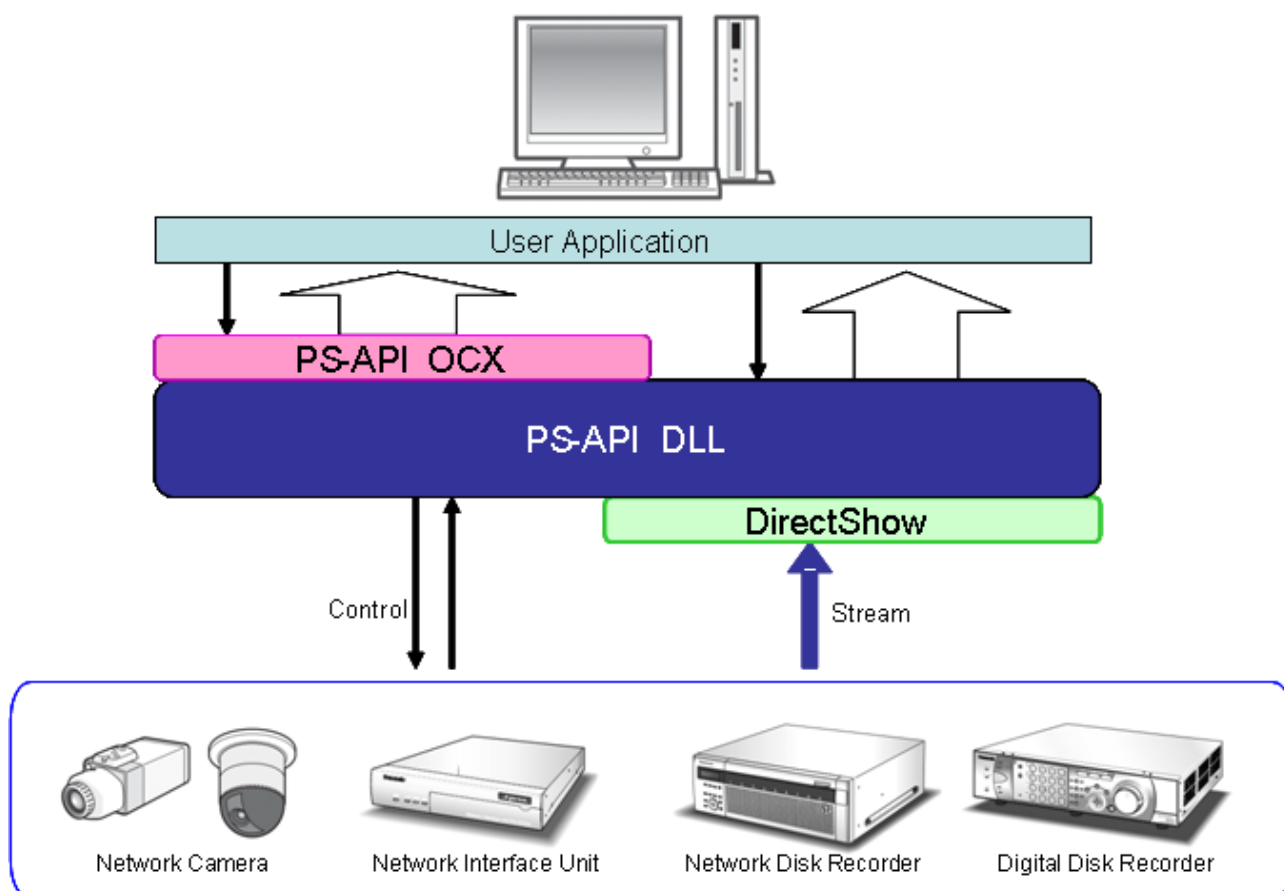 User Application
PS-API OCX
PS-API DLL
DirectShow
Control
Stream
Network Camera
Network Interface Unit
Network Disk Recorder
Digital Disk Recorder